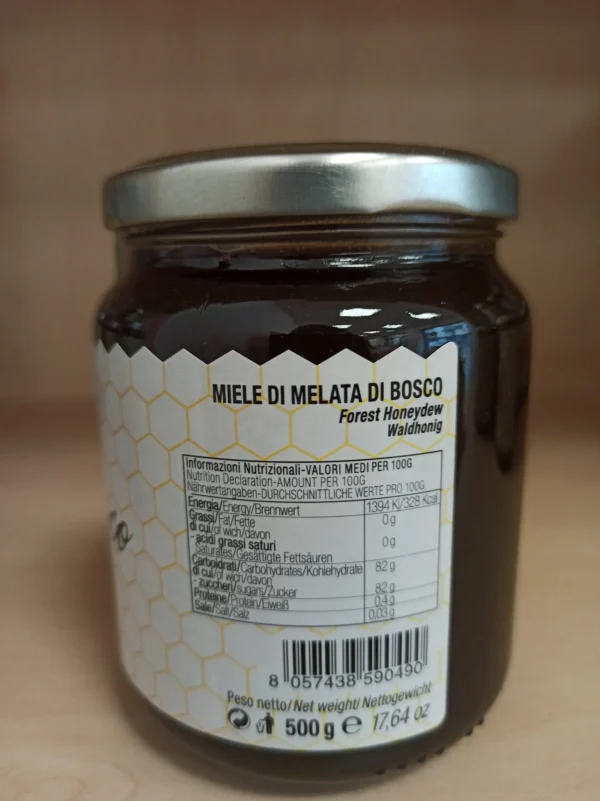 MIELE DI MELATA DI BOSCO
Forest Honeydew
Waldhonig
Informazioni Nutrizionali-VALORI MEDI PER 100G
Nutrition Declaration-AMOUNT PER 100G
Nährwertangaben-DURCHSCHNITTLICHE WERTE PRO 100G
Energia/Energy/Brennwert 1394 Kj/328 Kcal
Grassi/Fat/Fette 0g
di cui/of wich/davon
- acidi grassi saturi 0g
Saturates/Gesättigte Fettsäuren
Carboidrati/Carbohydrates/Kohlehydrate 82 g
di cui/of wich/davon
- zuccheri/sugars/Zucker 82 g
Proteine/Protein/Eiweiß 0,4 g
Sale/Salt/Salz 0,03 g
8 057438 590490
Peso netto/Net weight/Nettogewicht
500 g e 17,64 oz